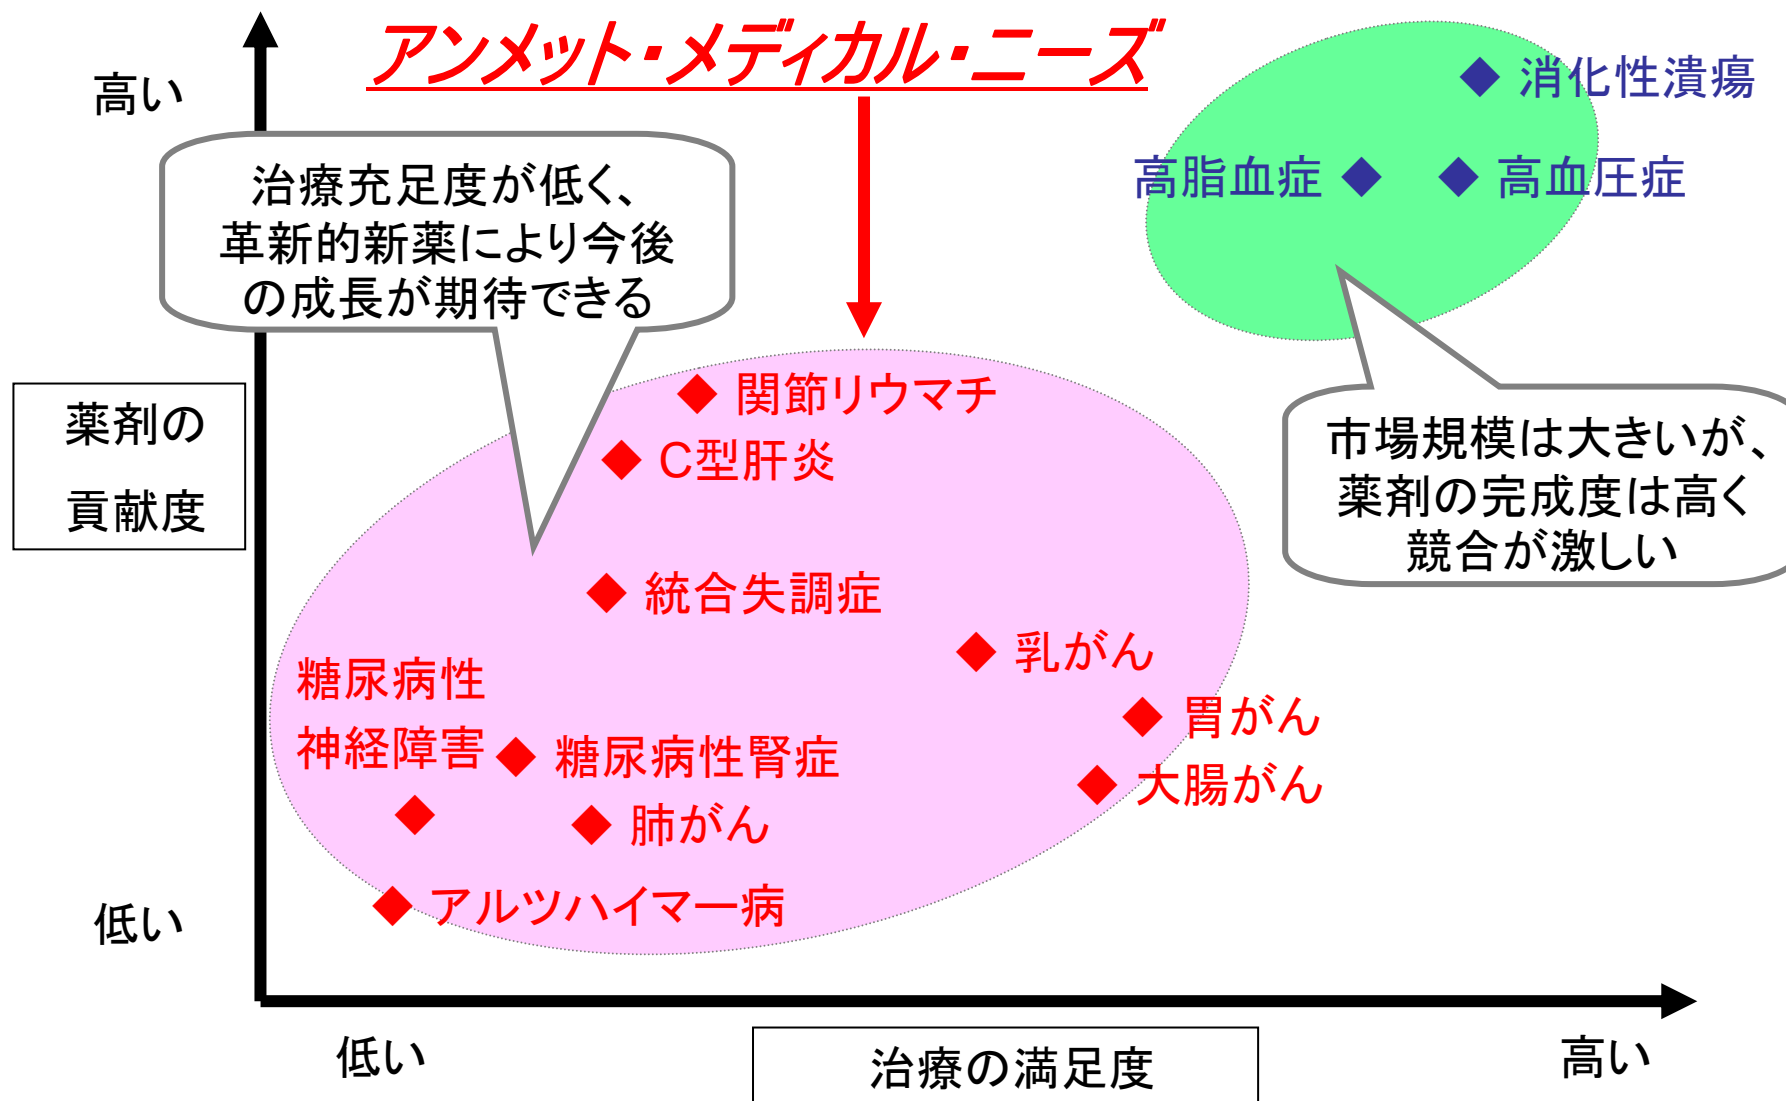 アンメット・メディカル・ニーズ
高い
消化性潰瘍
高脂血症
高血圧症
治療充足度が低く、
革新的新薬により今後
の成長が期待できる
薬剤の
貢献度
関節リウマチ
C型肝炎
市場規模は大きいが、
薬剤の完成度は高く
競合が激しい
統合失調症
乳がん
糖尿病性
神経障害
胃がん
糖尿病性腎症
大腸がん
肺がん
アルツハイマー病
低い
低い
治療の満足度
高い